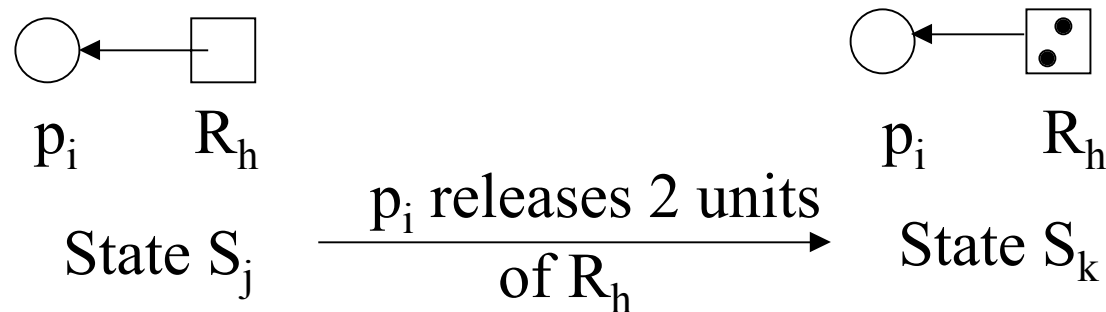 pᵢ Rₕ pᵢ Rₕ
pᵢ releases 2 units
State Sⱼ State Sₖ
of Rₕ